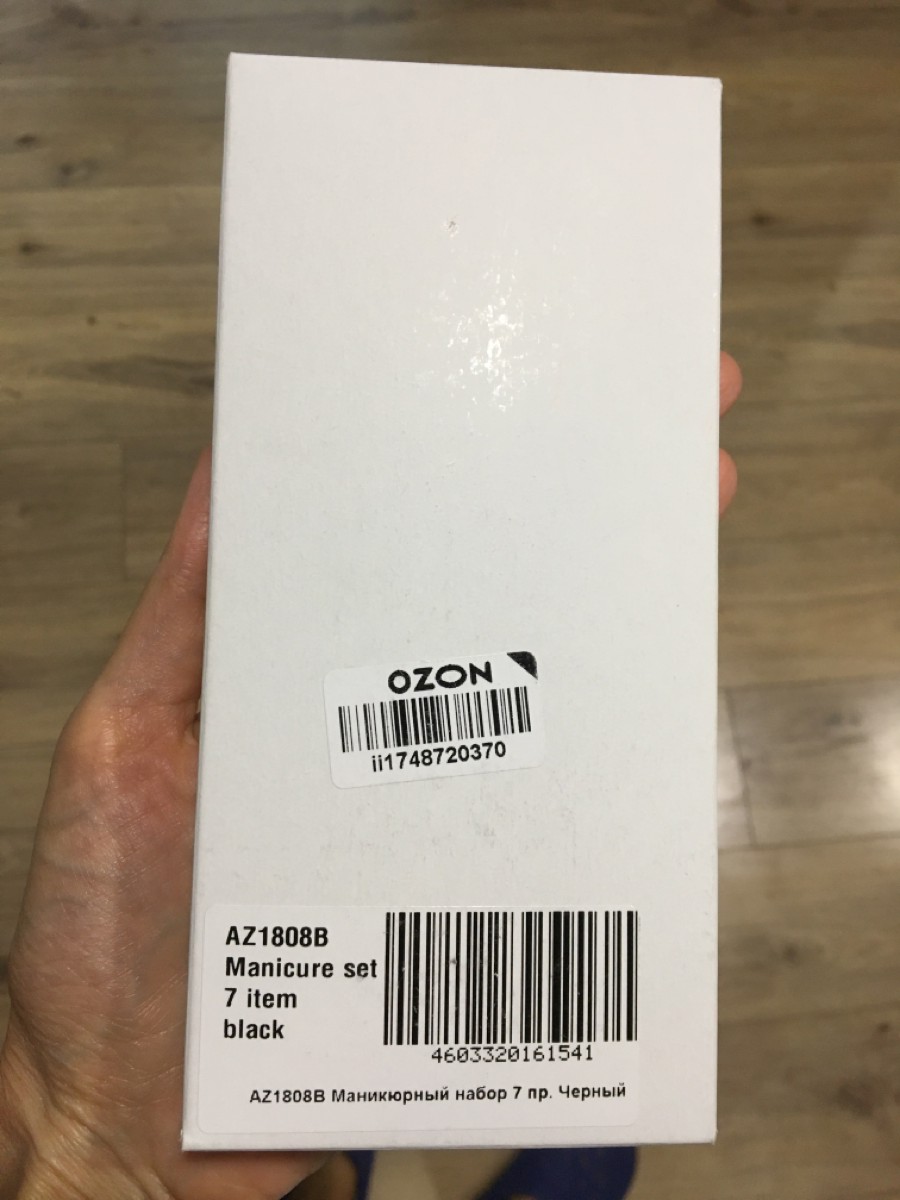 OZON
ii1748720370
AZ1808B
Manicure set
7 item
black
4603320161541
AZ1808B Маникюрный набор 7 пр. Черный